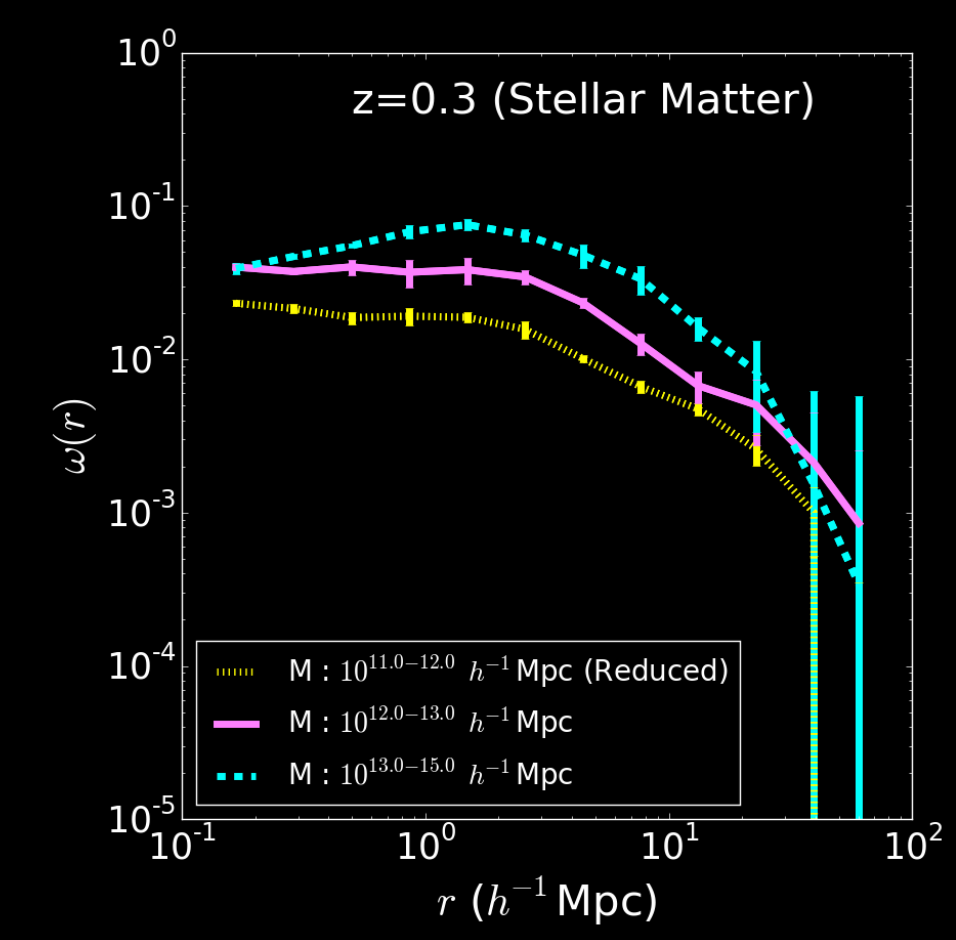 z=0.3 (Stellar Matter)
10^0
10^-1
10^-2
10^-3
10^-4
10^-5
ω(r)
M : 10^{11.0−12.0} h^{−1} Mpc (Reduced)
M : 10^{12.0−13.0} h^{−1} Mpc
M : 10^{13.0−15.0} h^{−1} Mpc
10^-1 10^0 10^1 10^2
r (h^{−1} Mpc)